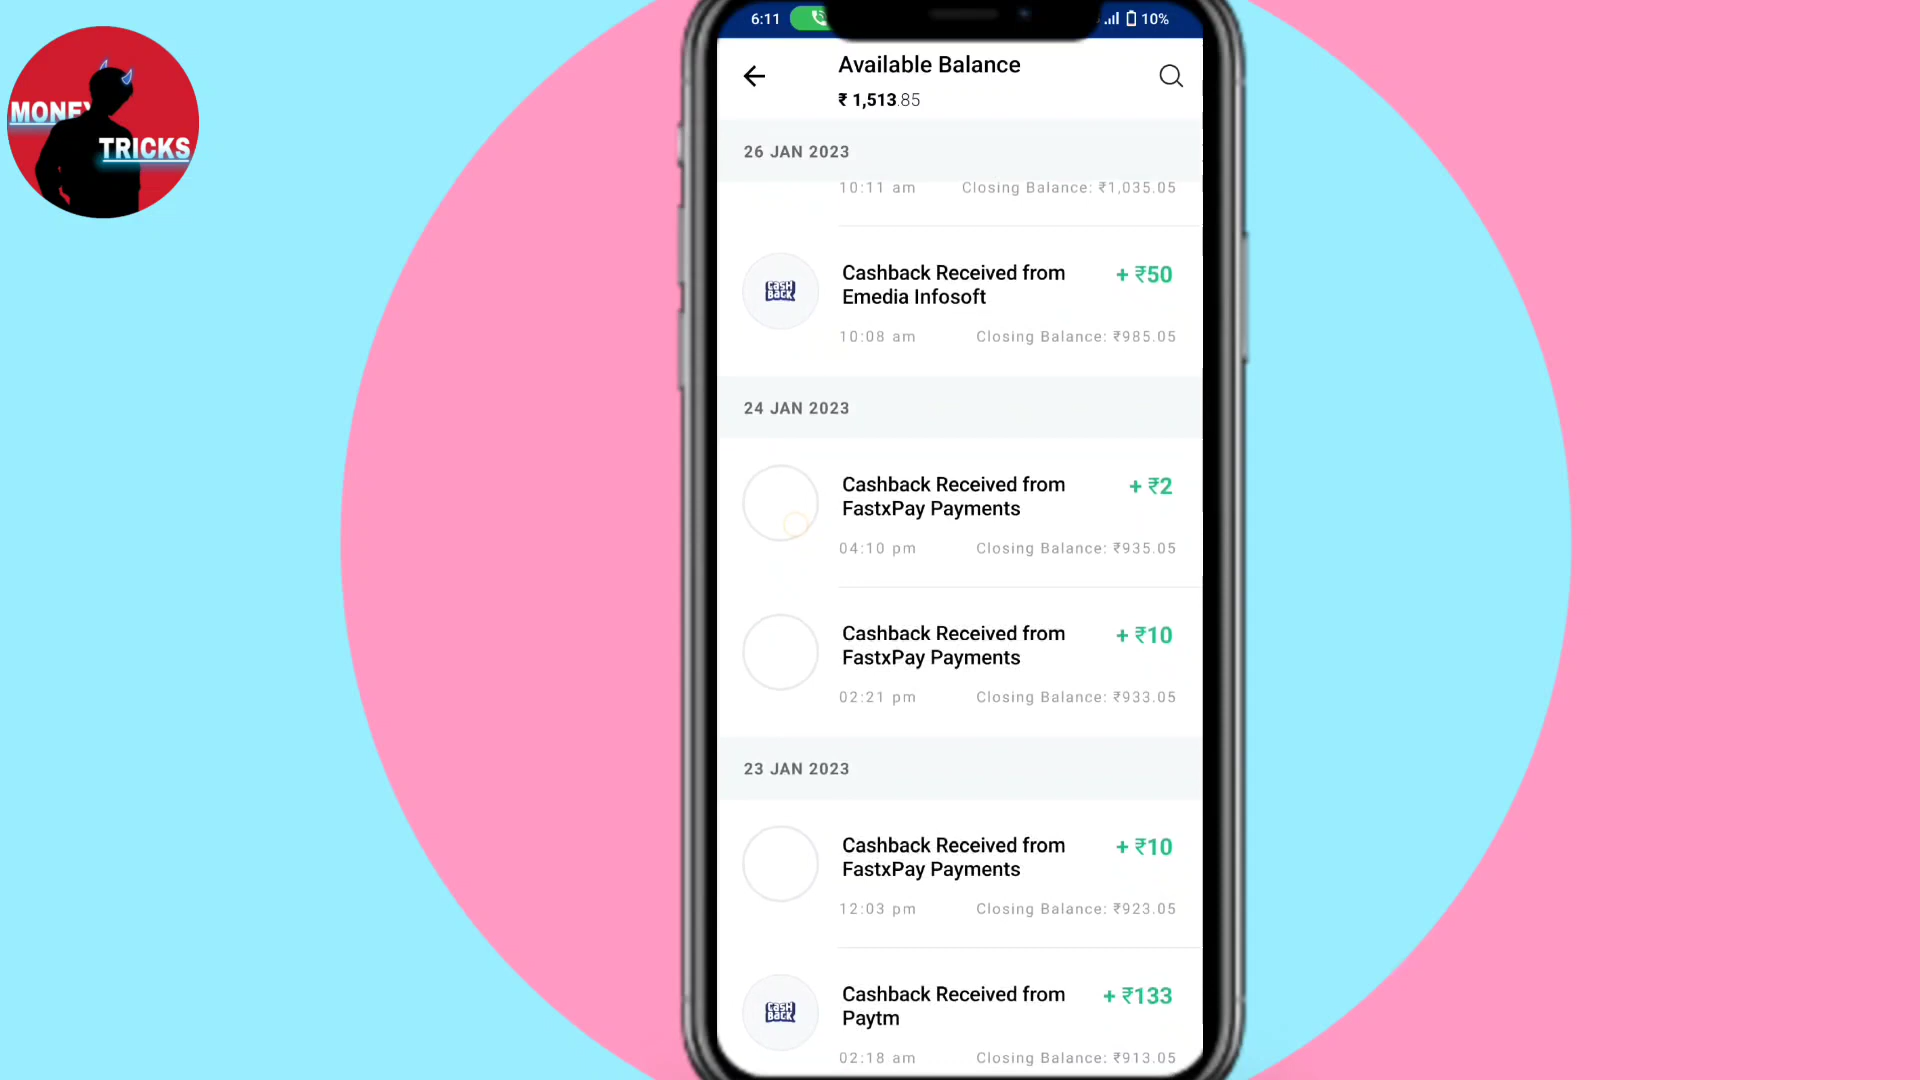 MONEY
TRICKS
6:11
10%
Available Balance
₹ 1,513.85
26 JAN 2023
10:11 am Closing Balance: ₹1,035.05
Cashback Received from + ₹50
Emedia Infosoft
CASH
BACK
10:08 am Closing Balance: ₹985.05
24 JAN 2023
Cashback Received from + ₹2
FastxPay Payments
04:10 pm Closing Balance: ₹935.05
Cashback Received from + ₹10
FastxPay Payments
02:21 pm Closing Balance: ₹933.05
23 JAN 2023
Cashback Received from + ₹10
FastxPay Payments
12:03 pm Closing Balance: ₹923.05
Cashback Received from + ₹133
Paytm
CASH
BACK
02:18 am Closing Balance: ₹913.05